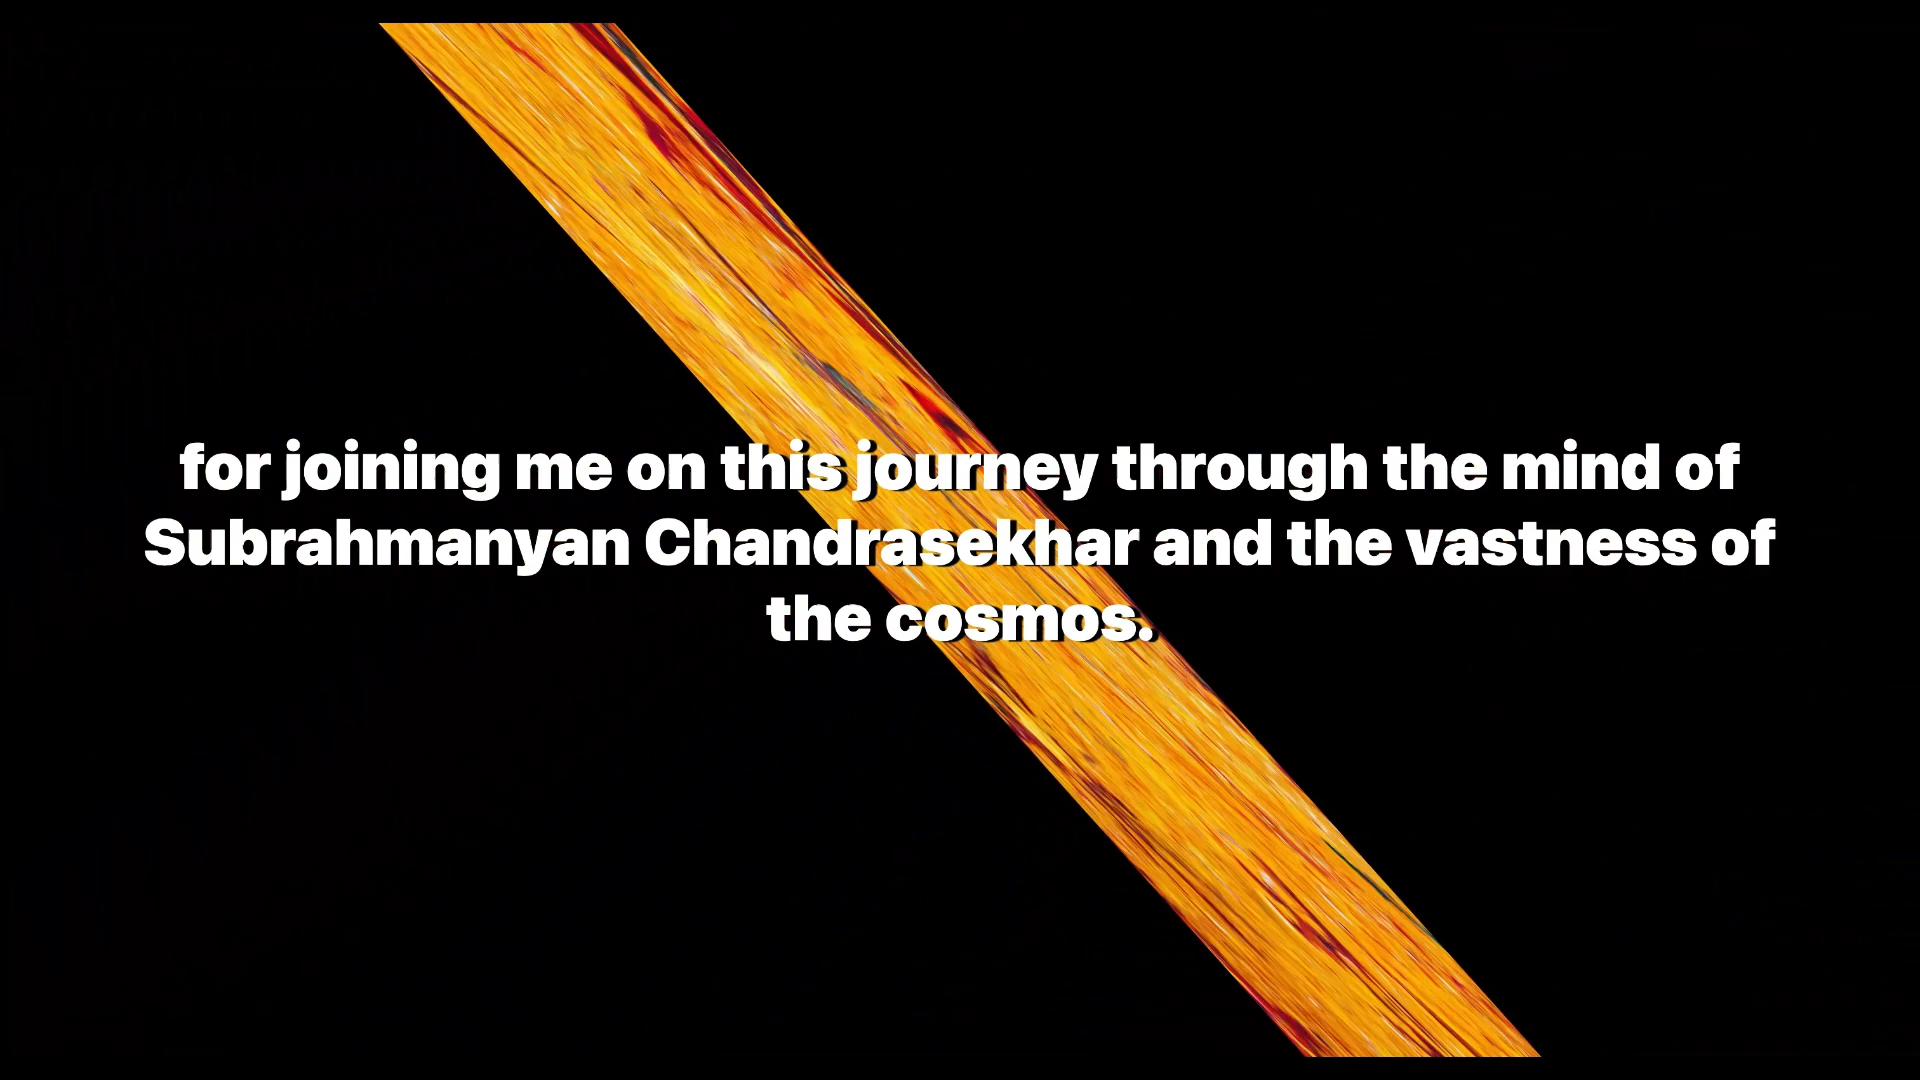 for joining me on this journey through the mind of
Subrahmanyan Chandrasekhar and the vastness of
the cosmos.